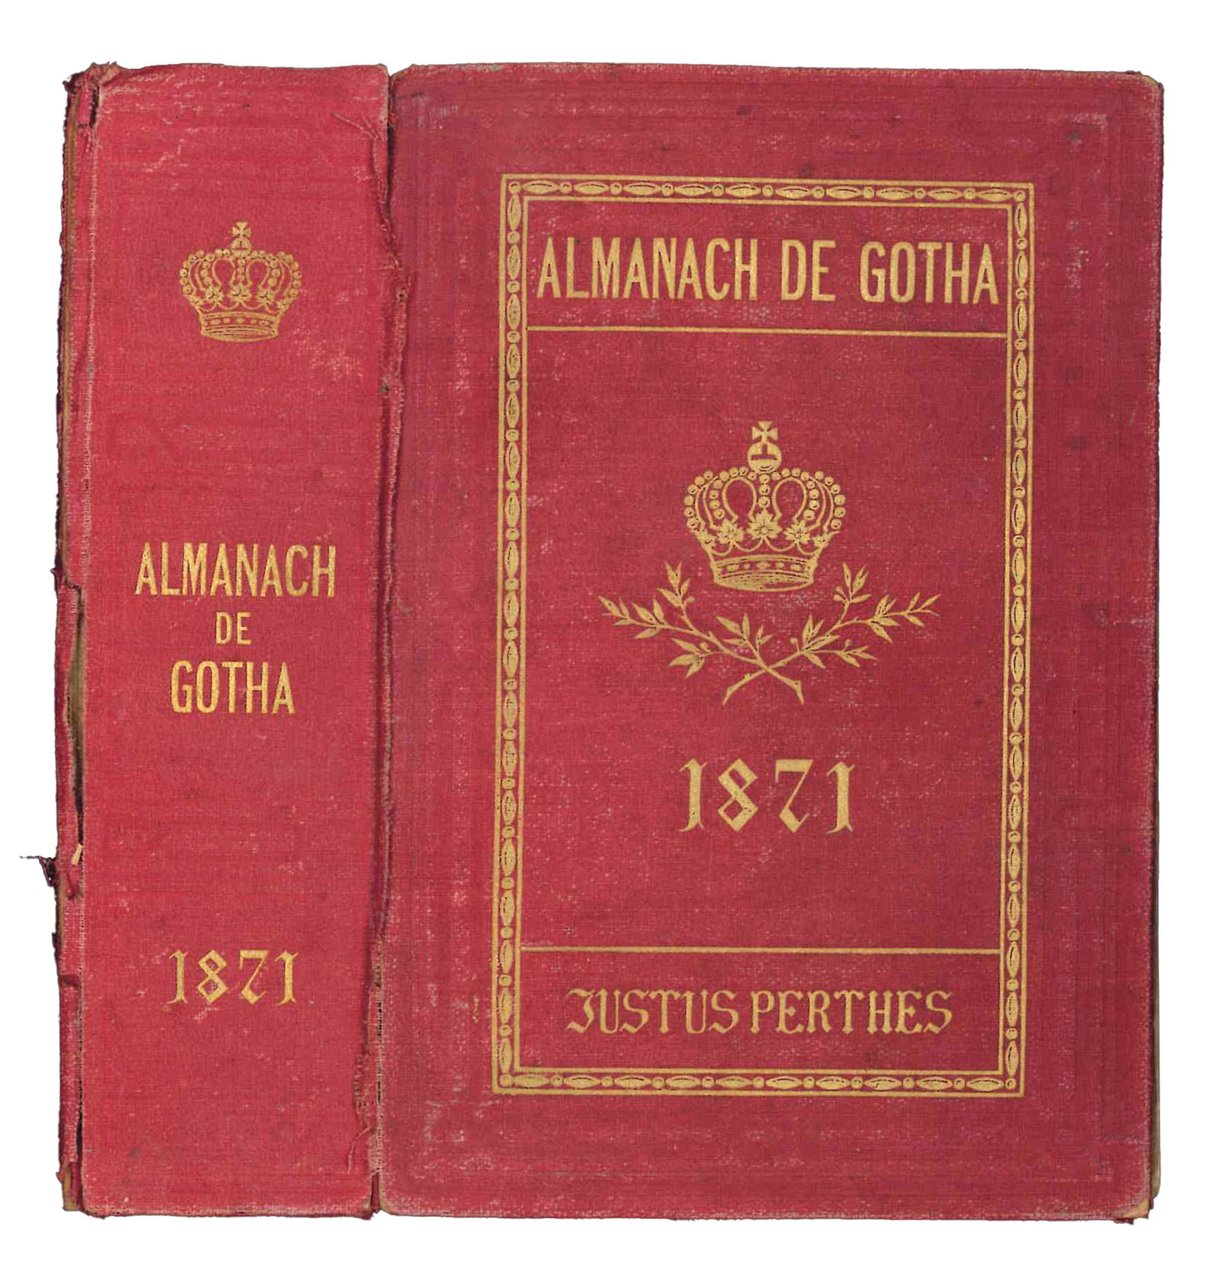 ALMANACH
DE
GOTHA
1871
ALMANACH DE GOTHA
1871
JUSTUS PERTHES